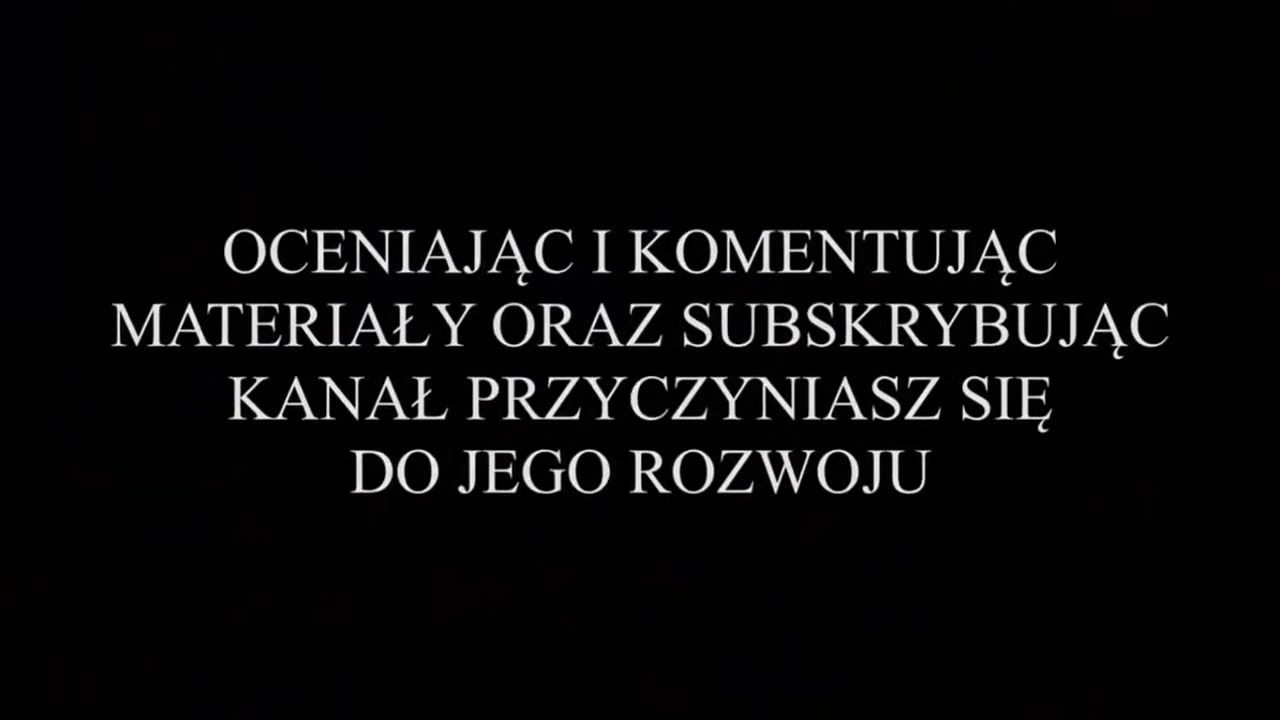 OCENIAJĄC I KOMENTUJĄC
MATERIAŁY ORAZ SUBSKRYBUJĄC
KANAŁ PRZYCZYNIASZ SIĘ
DO JEGO ROZWOJU